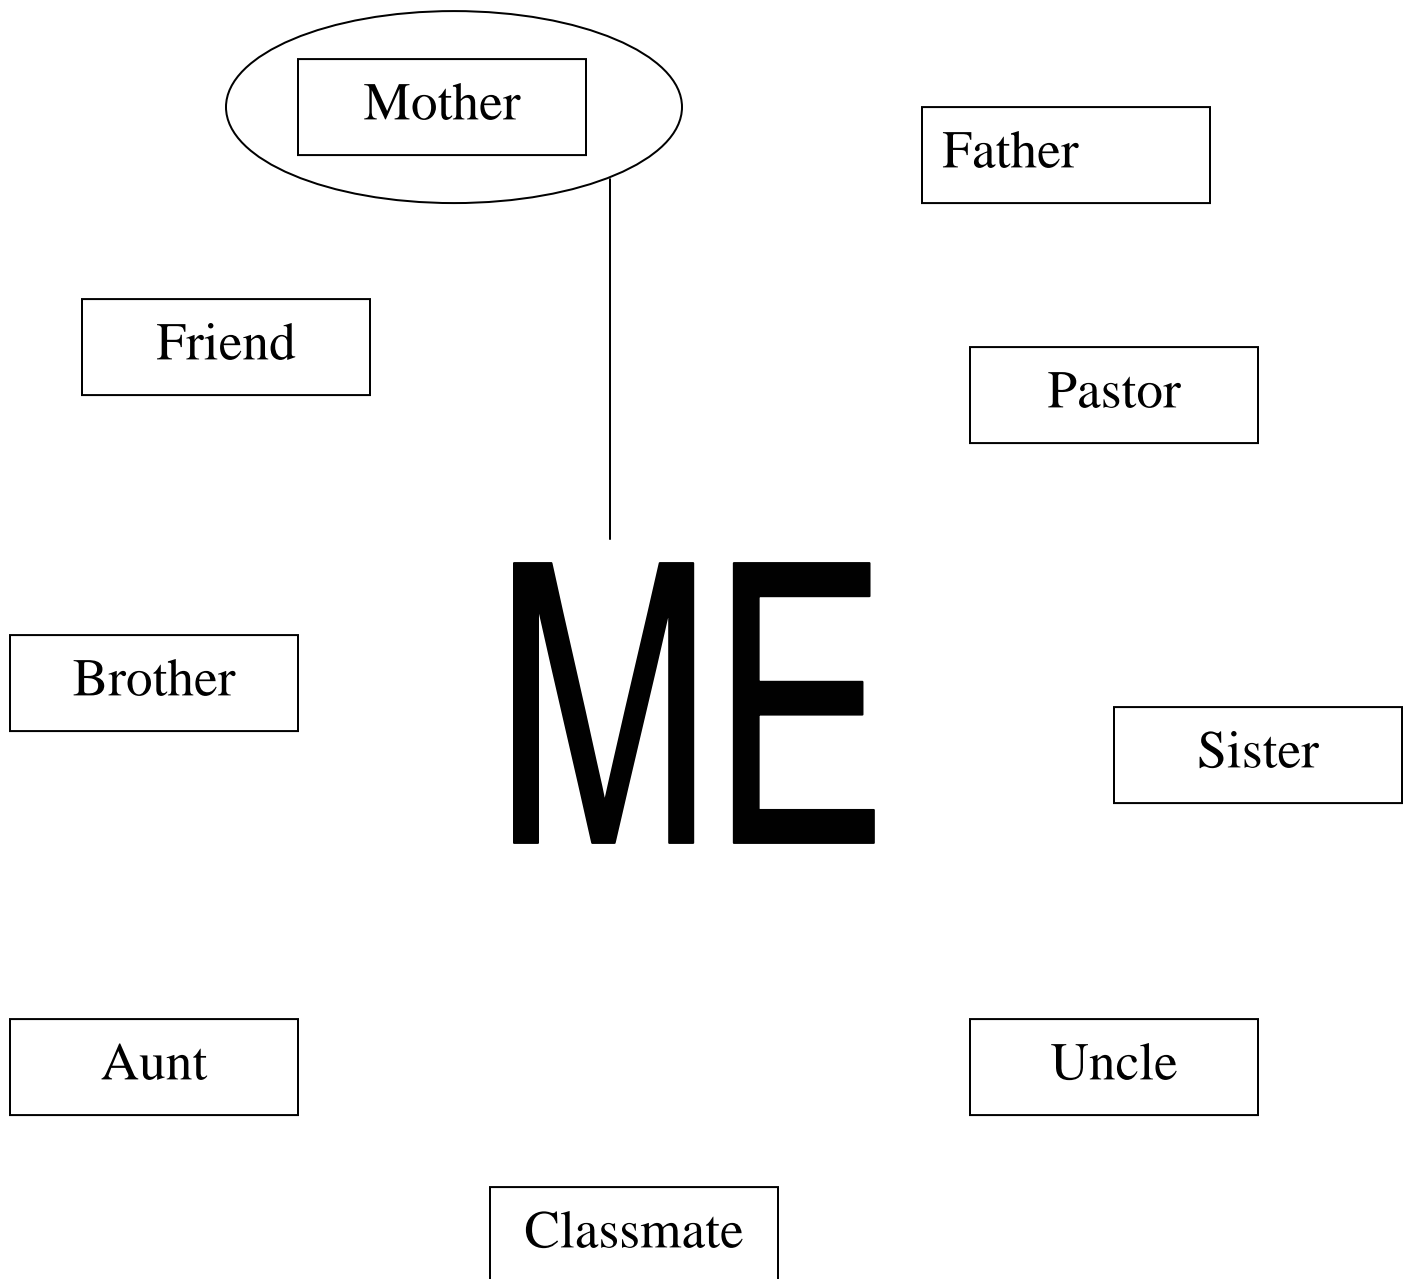 Mother
Father
Friend
Pastor
ME
Brother
Sister
Aunt
Uncle
Classmate